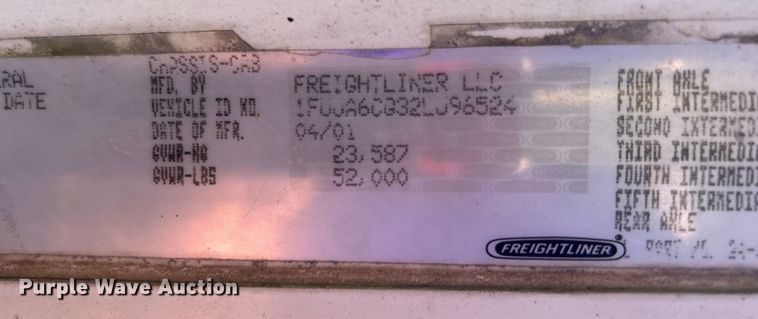 RAL
DATE
CHASSIS-CAB
MFD. BY FREIGHTLINER LLC
VEHICLE ID NO.
DATE OF MFR. 04/01
GVWR-KG 23,587
GVWR-LBS 52,000
FRONT AXLE
FIRST INTERMEDI
SECOND INTERMEDI
THIRD INTERMEDI
FOURTH INTERMEDI
FIFTH INTERMEDIA
REAR AXLE
FREIGHTLINER
PART
Purple Wave Auction